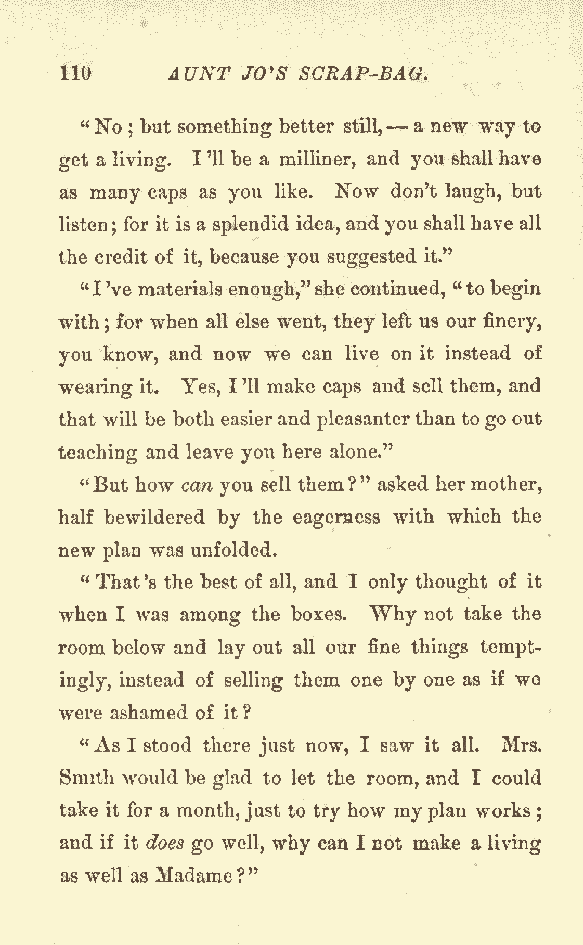 110 AUNT JO'S SCRAP-BAG.
"No; but something better still,—a new way to
get a living. I'll be a milliner, and you shall have
as many caps as you like. Now don't laugh, but
listen; for it is a splendid idea, and you shall have all
the credit of it, because you suggested it."
"I've materials enough," she continued, "to begin
with; for when all else went, they left us our finery,
you know, and now we can live on it instead of
wearing it. Yes, I'll make caps and sell them, and
that will be both easier and pleasanter than to go out
teaching and leave you here alone."
"But how can you sell them?" asked her mother,
half bewildered by the eagerness with which the
new plan was unfolded.
"That's the best of all, and I only thought of it
when I was among the boxes. Why not take the
room below and lay out all our fine things tempt-
ingly, instead of selling them one by one as if we
were ashamed of it?
"As I stood there just now, I saw it all. Mrs.
Smith would be glad to let the room, and I could
take it for a month, just to try how my plan works;
and if it does go well, why can I not make a living
as well as Madame?"